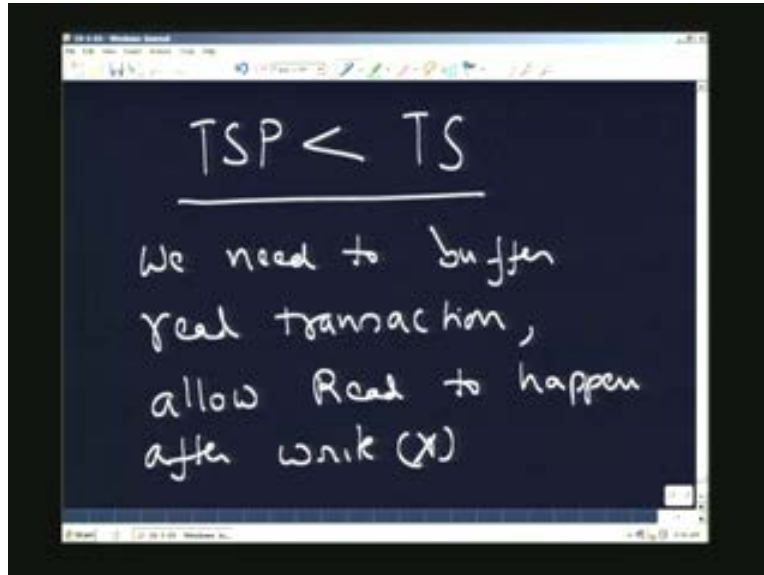 TSP < TS
We need to buffer
real transaction,
allow Read to happen
after write (X)